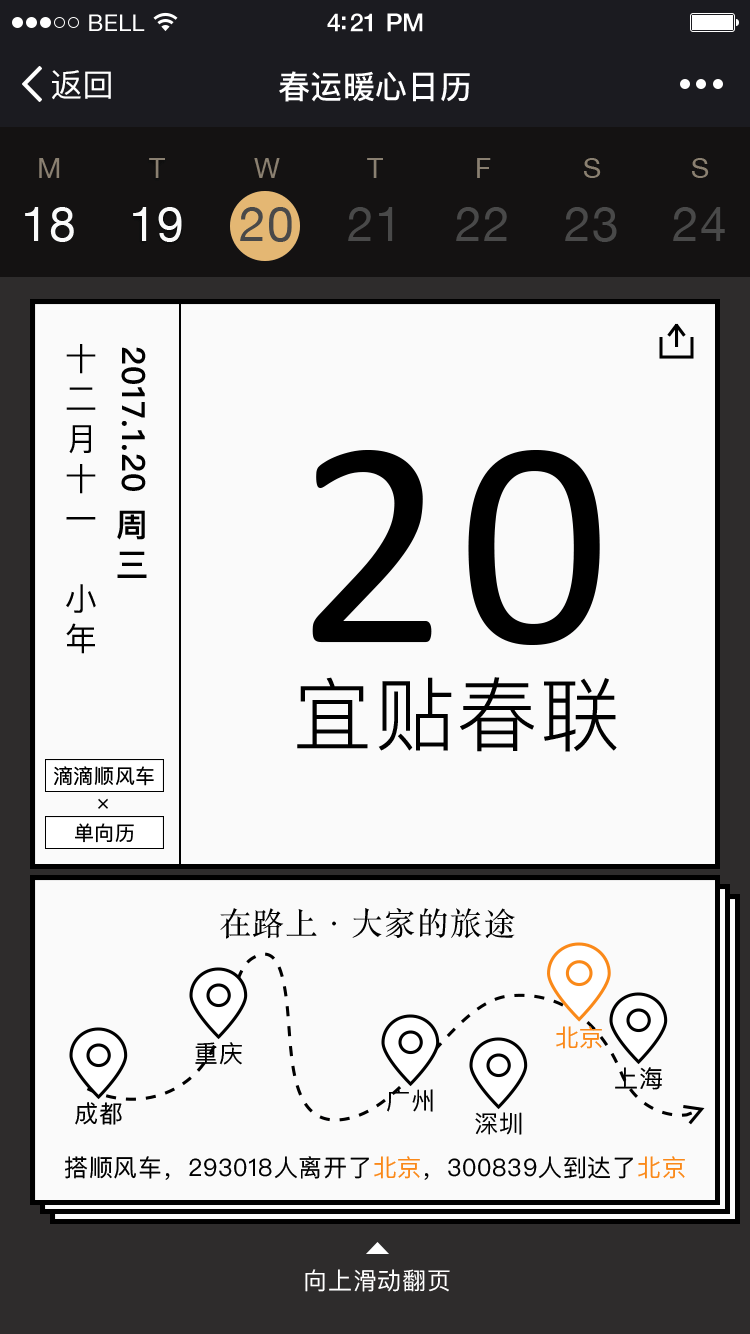 BELL 4:21 PM
返回 春运暖心日历
M T W T F S S
18 19 20 21 22 23 24
2017.1.20 周三
十二月十一 小年
20
宜贴春联
滴滴顺风车
×
单向历
在路上·大家的旅途
成都
重庆
广州
深圳
北京
上海
搭顺风车，293018人离开了北京，300839人到达了北京
向上滑动翻页